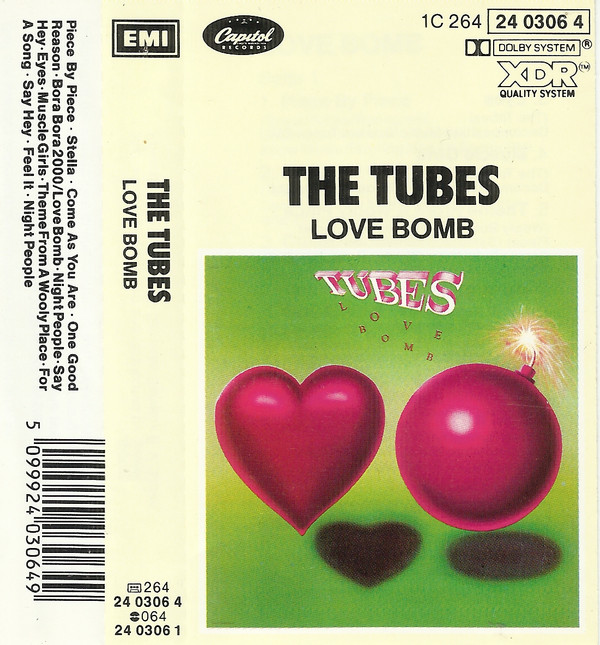 Piece By Piece · Stella · Come As You Are · One Good
Reason · Bora Bora 2000/Love Bomb · Night People · Say
Hey · Eyes · Muscle Girls · Theme From A Wooly Place · For
A Song · Say Hey · Feel It · Night People
5 099924 030649
EMI
THE TUBES
LOVE BOMB
264
24 0306 4
064
24 0306 1
Capitol
RECORDS
1C 264 24 0306 4
DOLBY SYSTEM ®
XDR™
QUALITY SYSTEM
THE TUBES
LOVE BOMB
TUBES
LOVE
BOMB